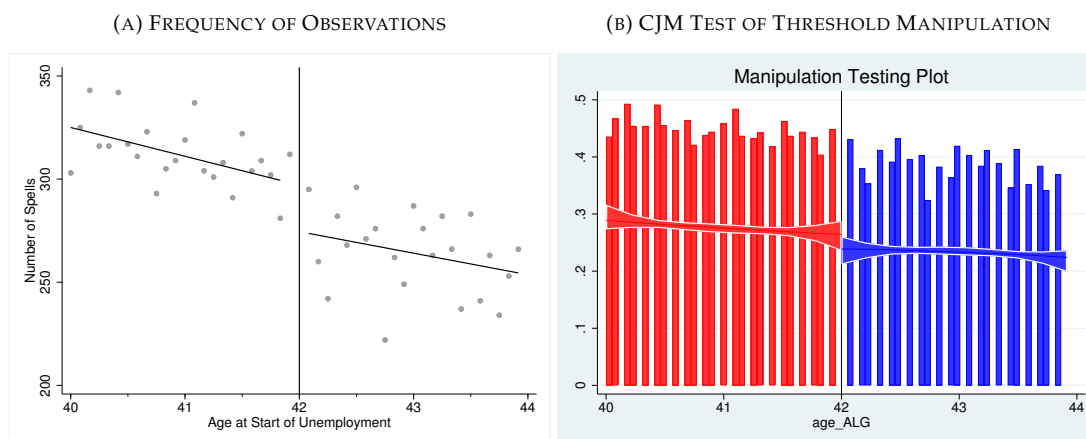 (A) FREQUENCY OF OBSERVATIONS
350
300
250
200
Number of Spells
40 41 42 43 44
Age at Start of Unemployment
(B) CJM TEST OF THRESHOLD MANIPULATION
Manipulation Testing Plot
.5
.4
.3
.2
.1
0
40 41 42 43 44
age_ALG